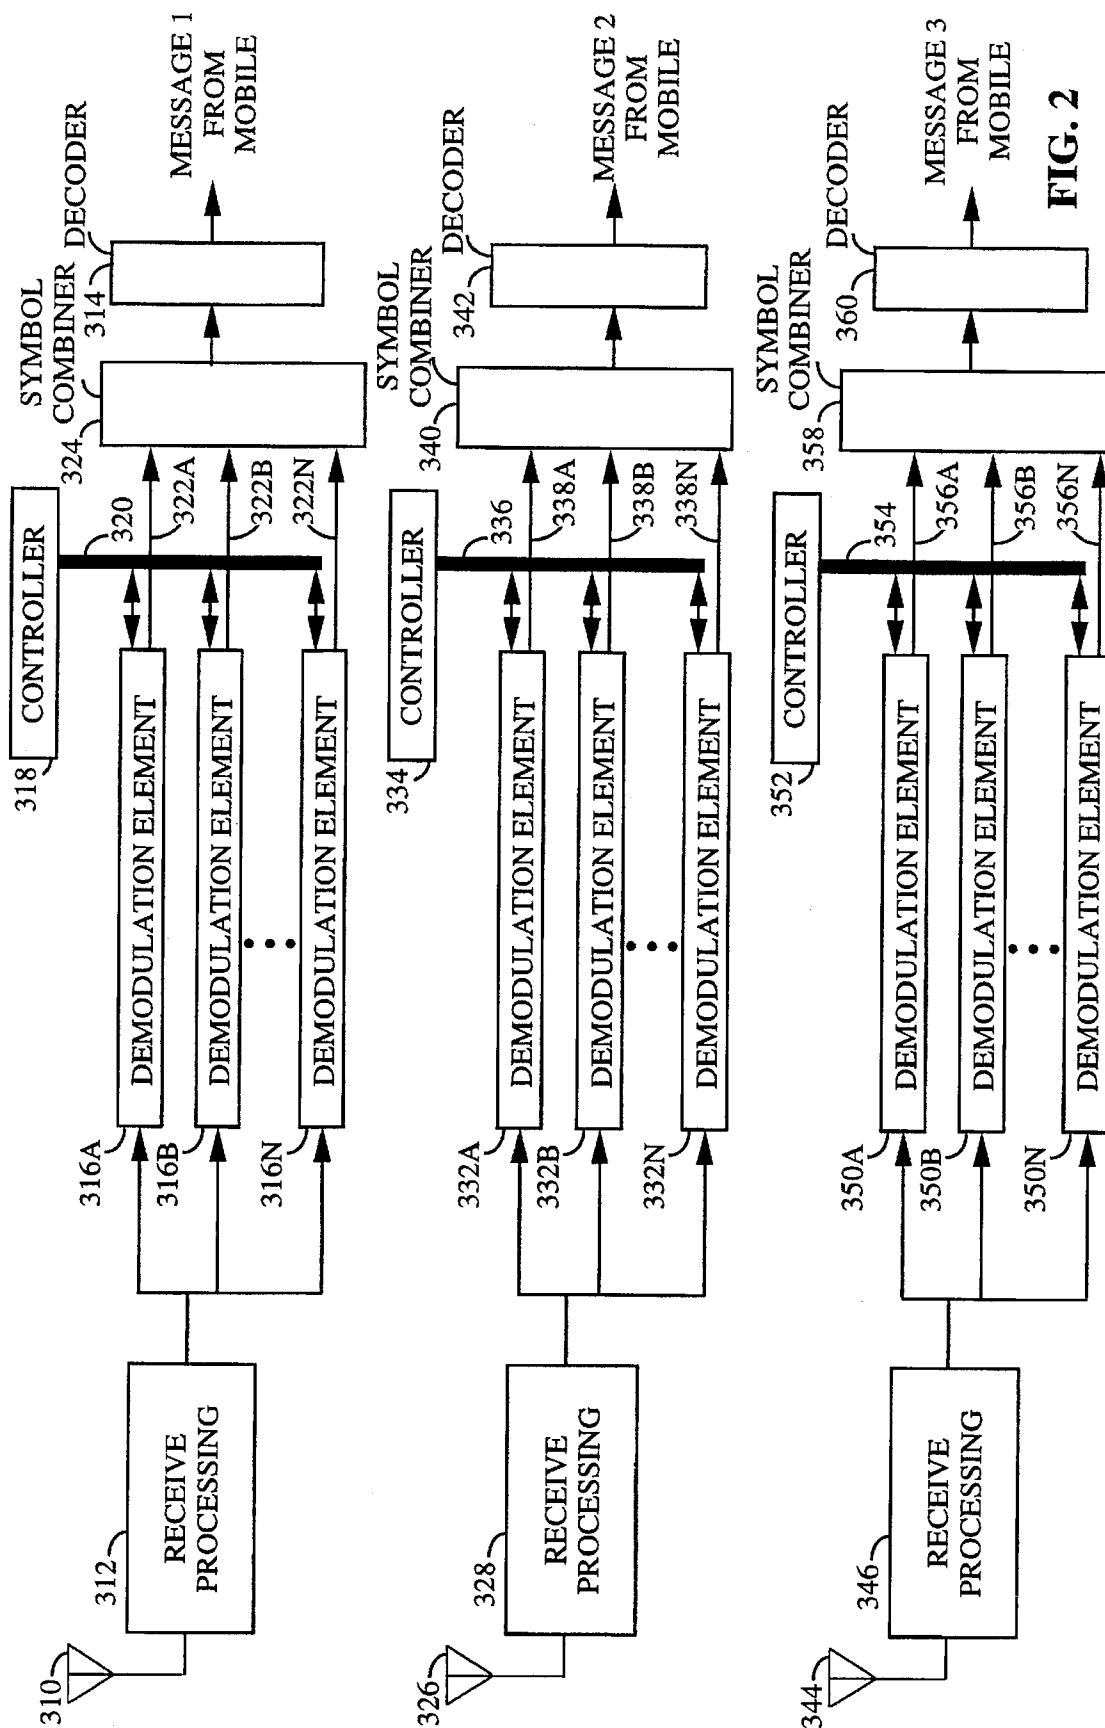 310
312
RECEIVE
PROCESSING
316A
DEMODULATION ELEMENT
316B
DEMODULATION ELEMENT
316N
DEMODULATION ELEMENT
318
CONTROLLER
320
322A
322B
322N
324
SYMBOL
COMBINER
314
DECODER
MESSAGE 1
FROM
MOBILE
326
328
RECEIVE
PROCESSING
332A
DEMODULATION ELEMENT
332B
DEMODULATION ELEMENT
332N
DEMODULATION ELEMENT
334
CONTROLLER
336
338A
338B
338N
340
SYMBOL
COMBINER
342
DECODER
MESSAGE 2
FROM
MOBILE
344
346
RECEIVE
PROCESSING
350A
DEMODULATION ELEMENT
350B
DEMODULATION ELEMENT
350N
DEMODULATION ELEMENT
352
CONTROLLER
354
356A
356B
356N
358
SYMBOL
COMBINER
360
DECODER
MESSAGE 3
FROM
MOBILE
FIG. 2